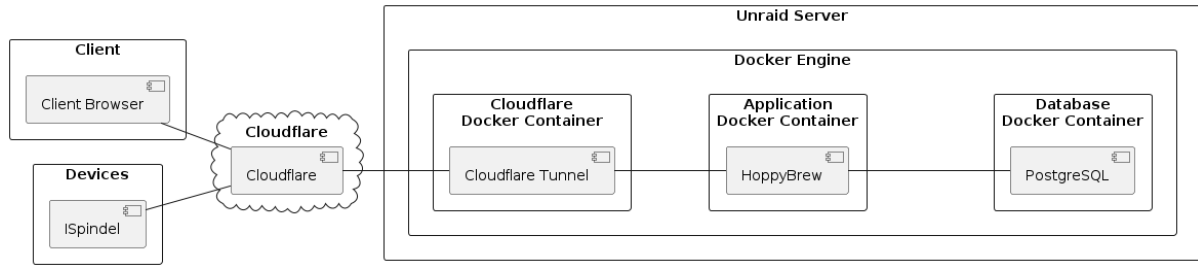 Unraid Server
Client
Client Browser
Devices
ISpindel
Cloudflare
Cloudflare
Docker Engine
Cloudflare
Docker Container
Cloudflare Tunnel
Application
Docker Container
HoppyBrew
Database
Docker Container
PostgreSQL